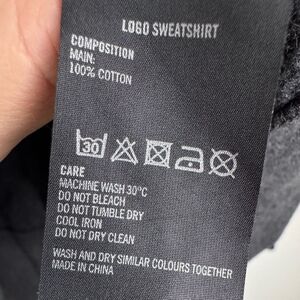 LOGO SWEATSHIRT
COMPOSITION
MAIN:
100% COTTON
30
CARE
MACHINE WASH 30°C
DO NOT BLEACH
DO NOT TUMBLE DRY
COOL IRON
DO NOT DRY CLEAN
WASH AND DRY SIMILAR COLOURS TOGETHER
MADE IN CHINA